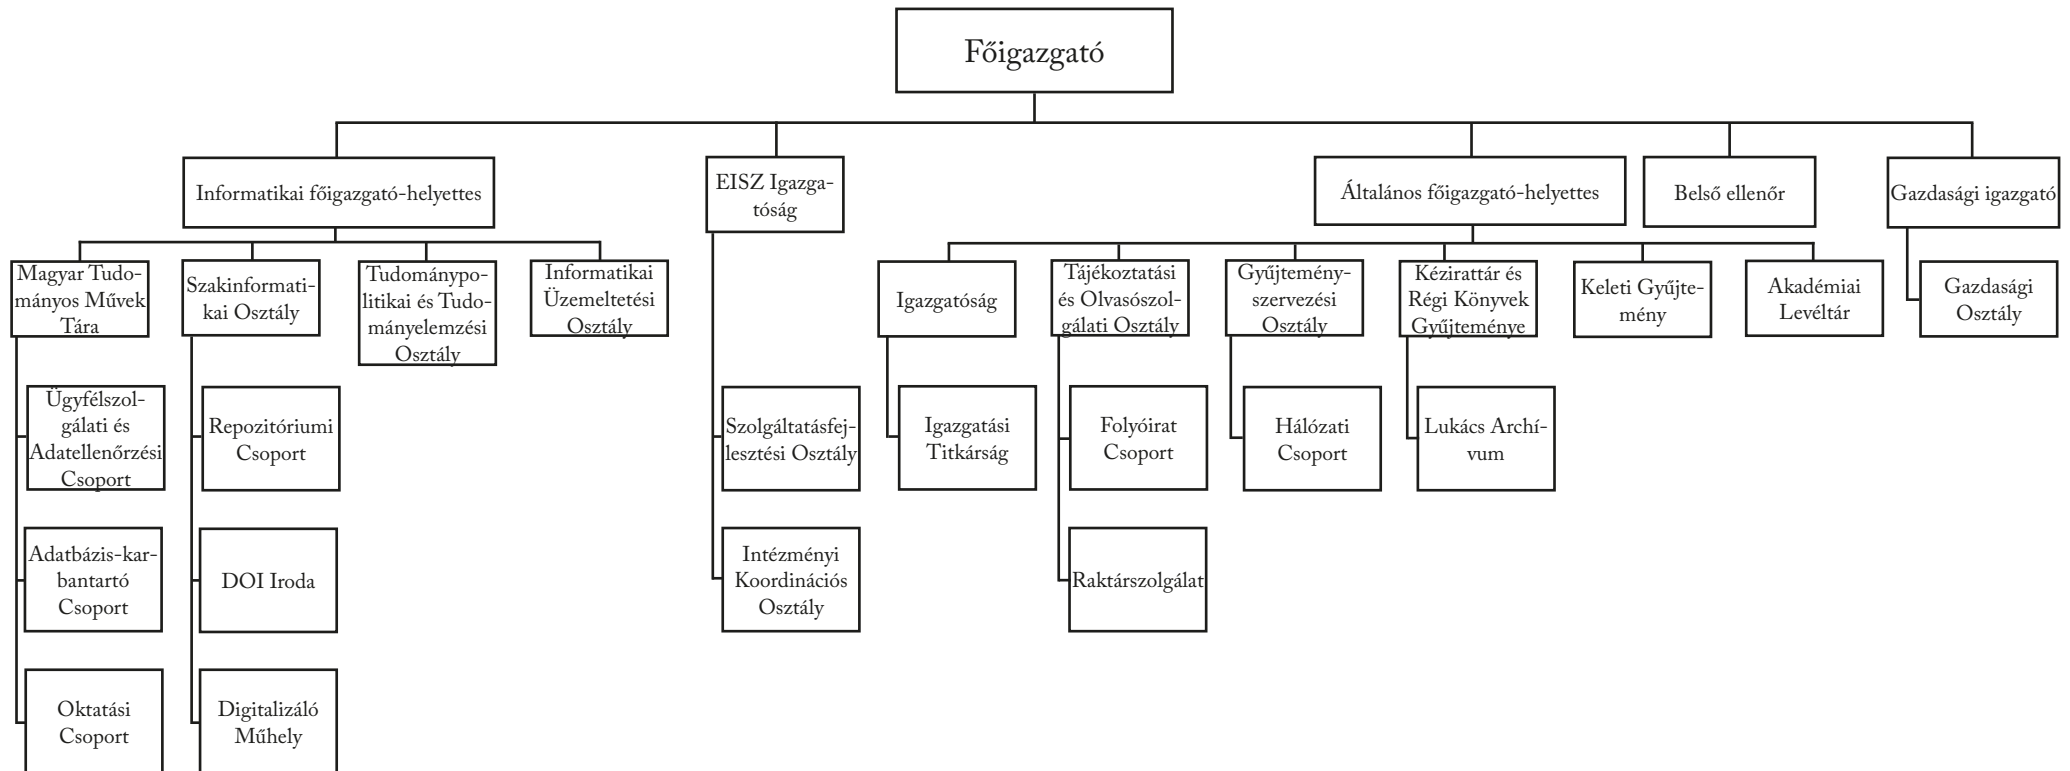 Főigazgató
Informatikai főigazgató-helyettes
EISZ Igazga-
tóság
Általános főigazgató-helyettes
Belső ellenőr
Gazdasági igazgató
Magyar Tudo-
mányos Művek
Tára
Szakinformati-
kai Osztály
Tudománypo-
litikai és Tudo-
mányelemzési
Osztály
Informatikai
Üzemeltetési
Osztály
Igazgatóság
Tájékoztatási
és Olvasószol-
gálati Osztály
Gyűjtemény-
szervezési
Osztály
Kézirattár és
Régi Könyvek
Gyűjteménye
Keleti Gyűjte-
mény
Akadémiai
Levéltár
Gazdasági
Osztály
Ügyfélszol-
gálati és
Adatellenőrzési
Csoport
Repozitóriumi
Csoport
Szolgáltatásfej-
lesztési Osztály
Igazgatási
Titkárság
Folyóirat
Csoport
Hálózati
Csoport
Lukács Archí-
vum
Adatbázis-kar-
bantartó
Csoport
DOI Iroda
Intézményi
Koordinációs
Osztály
Raktárszolgálat
Oktatási
Csoport
Digitalizáló
Műhely